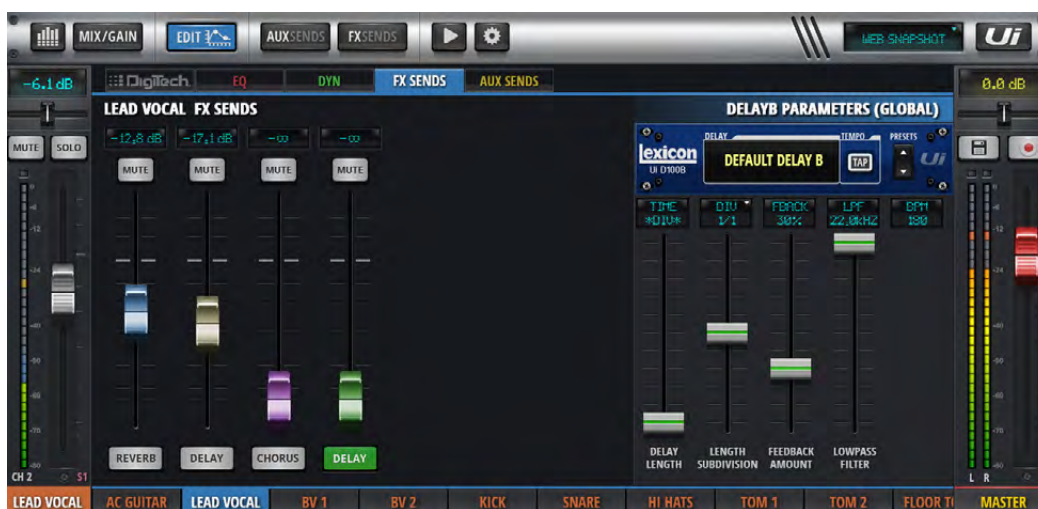 MIX/GAIN EDIT AUXSENDS FXSENDS WEB SNAPSHOT Ui
-6.1 dB DigiTech EQ DYN FX SENDS AUX SENDS 0.0 dB
LEAD VOCAL FX SENDS DELAYB PARAMETERS (GLOBAL)
-12.8 dB -17.1 dB -∞ -∞
MUTE SOLO MUTE MUTE MUTE MUTE
DELAY TEMPO PRESETS
lexicon DEFAULT DELAY B TAP Ui
Ui D100B
TIME DIV FBACK LPF BPM
*DIV* 1/1 30% 22.0kHZ 180
REVERB DELAY CHORUS DELAY
DELAY LENGTH FEEDBACK LOWPASS
LENGTH SUBDIVISION AMOUNT FILTER
CH 2 S1 L R
LEAD VOCAL AC GUITAR LEAD VOCAL BV 1 BV 2 KICK SNARE HI HATS TOM 1 TOM 2 FLOOR T MASTER